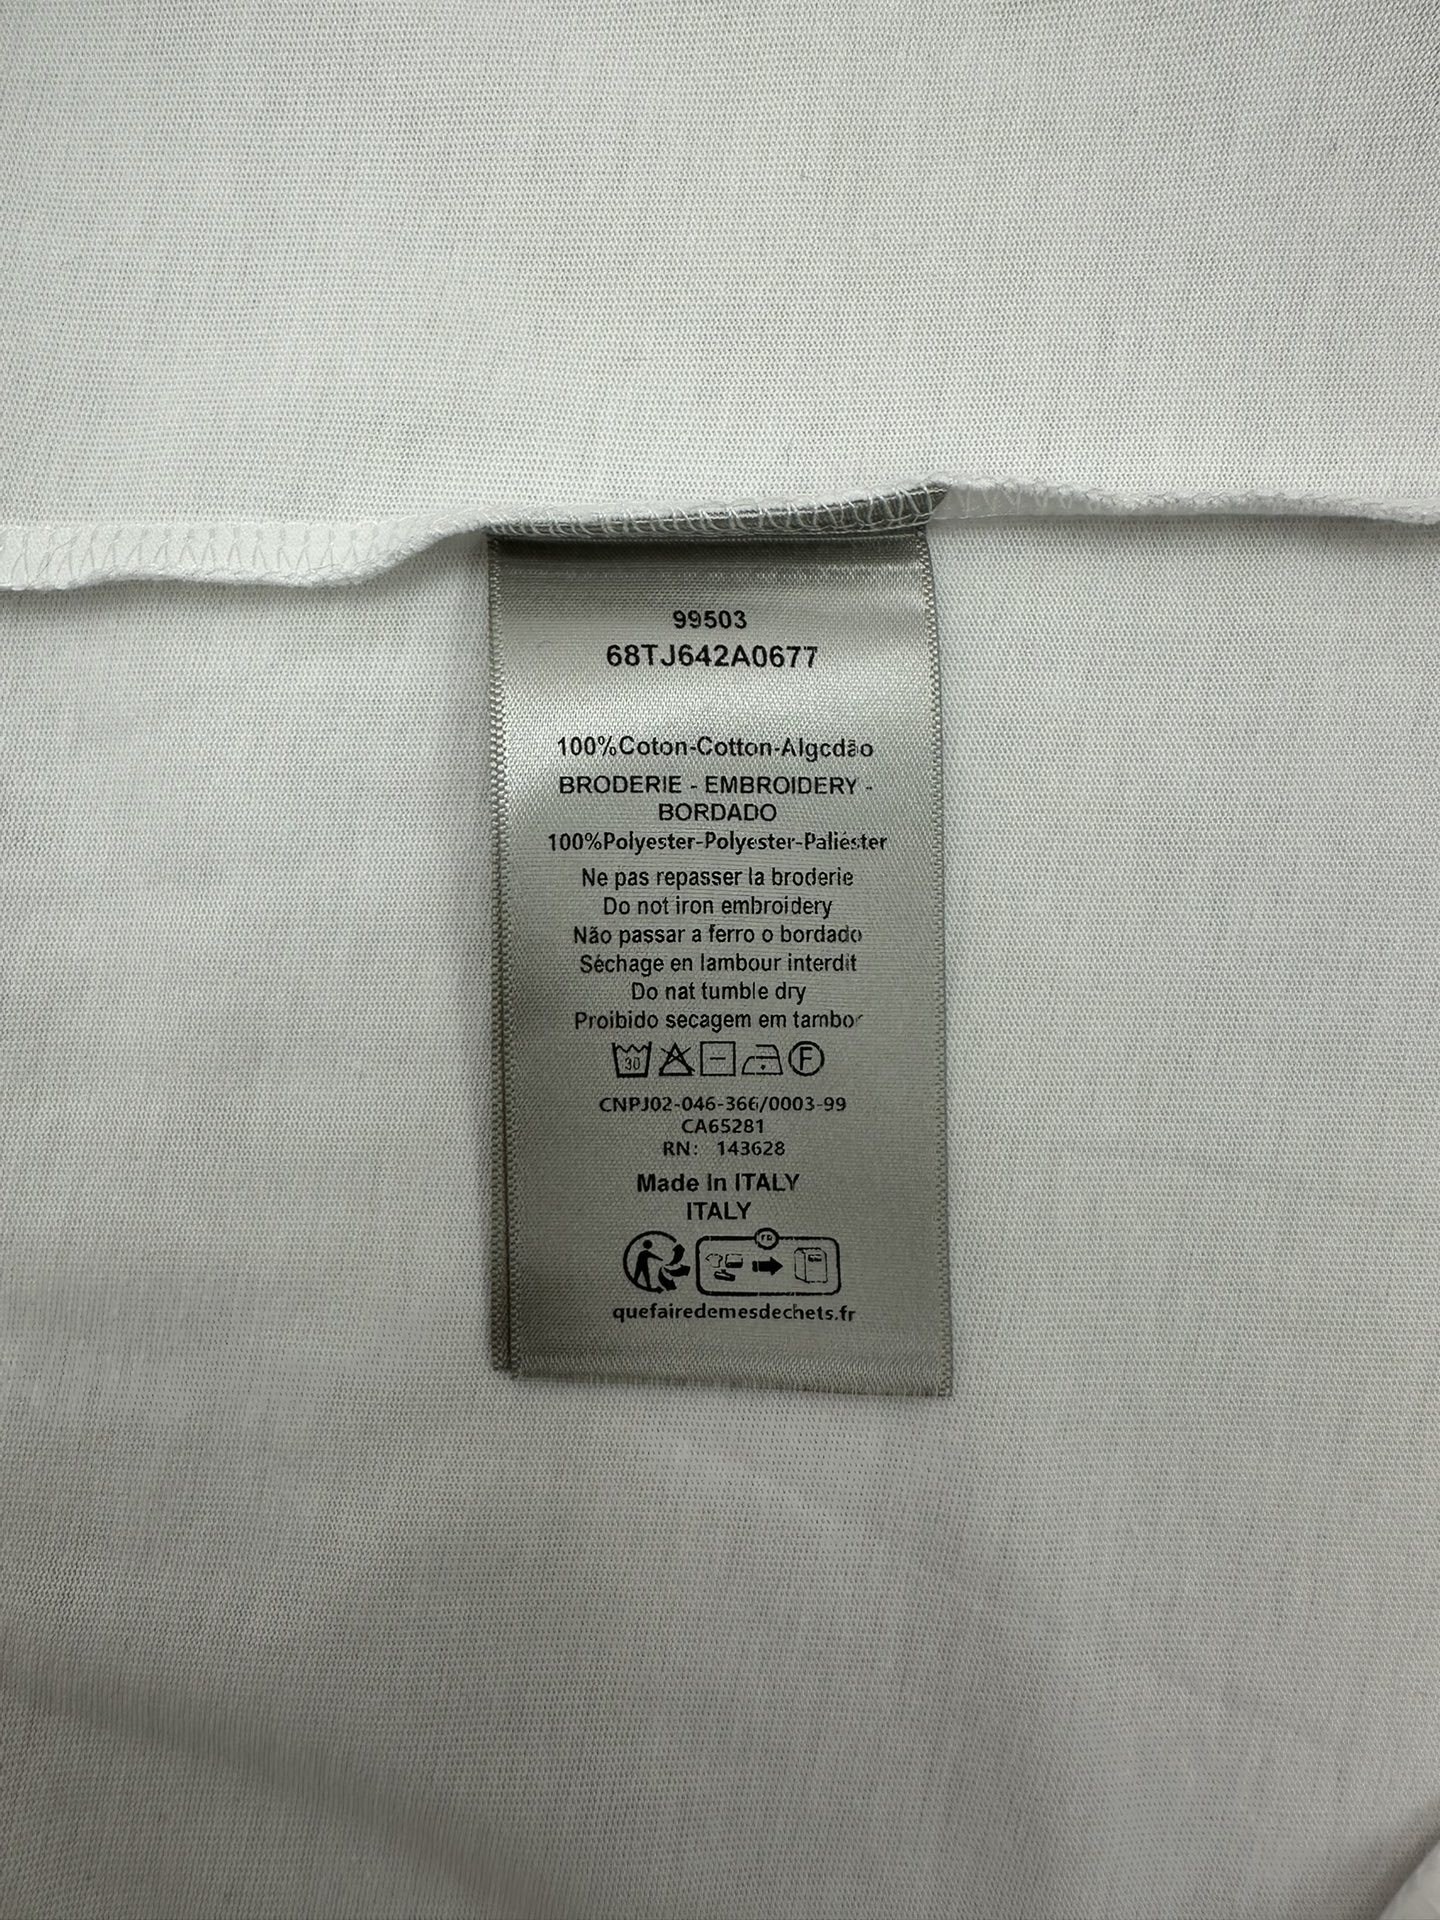 99503
68TJ642A0677
100%Coton-Cotton-Algcdão
BRODERIE - EMBROIDERY -
BORDADO
100%Polyester-Polyester-Paliéster
Ne pas repasser la broderie
Do not iron embroidery
Não passar a ferro o bordado
Séchage en lambour interdit
Do nat tumble dry
Proibido secagem em tambor
30 F
CNPJ02-046-366/0003-99
CA65281
RN: 143628
Made In ITALY
ITALY
FR
quefairedemesdechets.fr